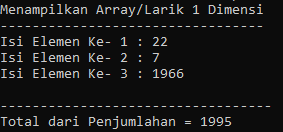 Menampilkan Array/Larik 1 Dimensi
---------------------------------
Isi Elemen Ke- 1 : 22
Isi Elemen Ke- 2 : 7
Isi Elemen Ke- 3 : 1966
----------------------------------
Total dari Penjumlahan = 1995